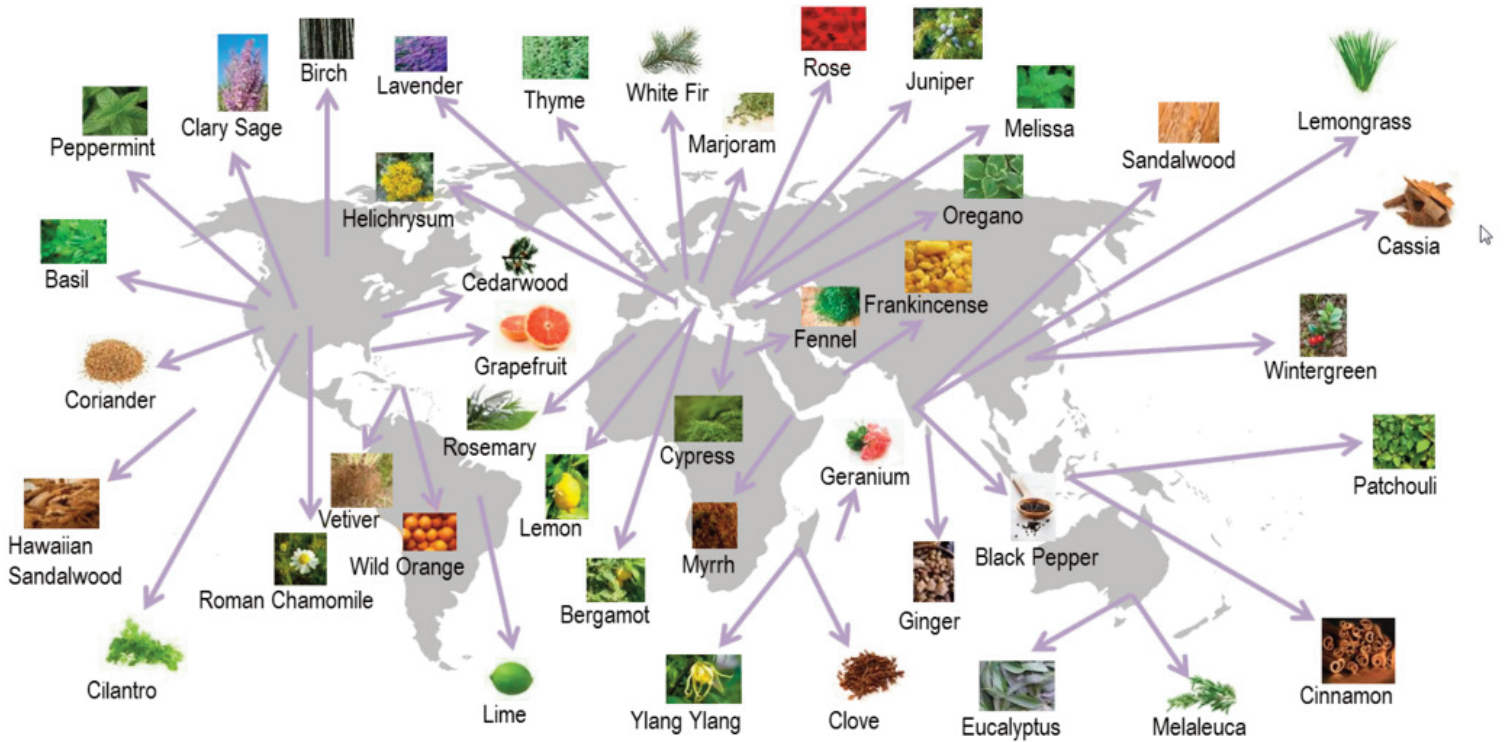 Birch
Lavender
Thyme
White Fir
Rose
Juniper
Lemongrass
Peppermint
Clary Sage
Marjoram
Melissa
Sandalwood
Helichrysum
Oregano
Cassia
Basil
Cedarwood
Frankincense
Fennel
Grapefruit
Wintergreen
Coriander
Rosemary
Cypress
Geranium
Patchouli
Hawaiian
Sandalwood
Vetiver
Lemon
Wild Orange
Myrrh
Black Pepper
Roman Chamomile
Bergamot
Ginger
Cilantro
Lime
Ylang Ylang
Clove
Eucalyptus
Melaleuca
Cinnamon